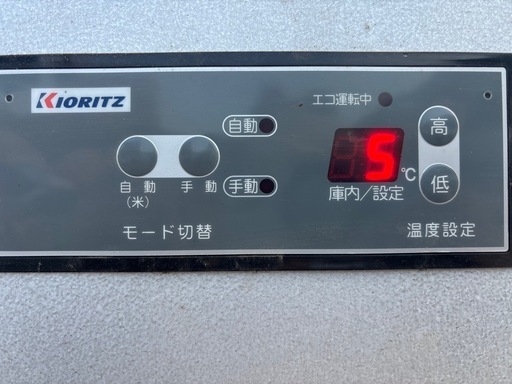 KIORITZ
エコ運転中
高
自動
5 ℃
自動 手動
(米)
手動
庫内/設定
低
モード切替
温度設定